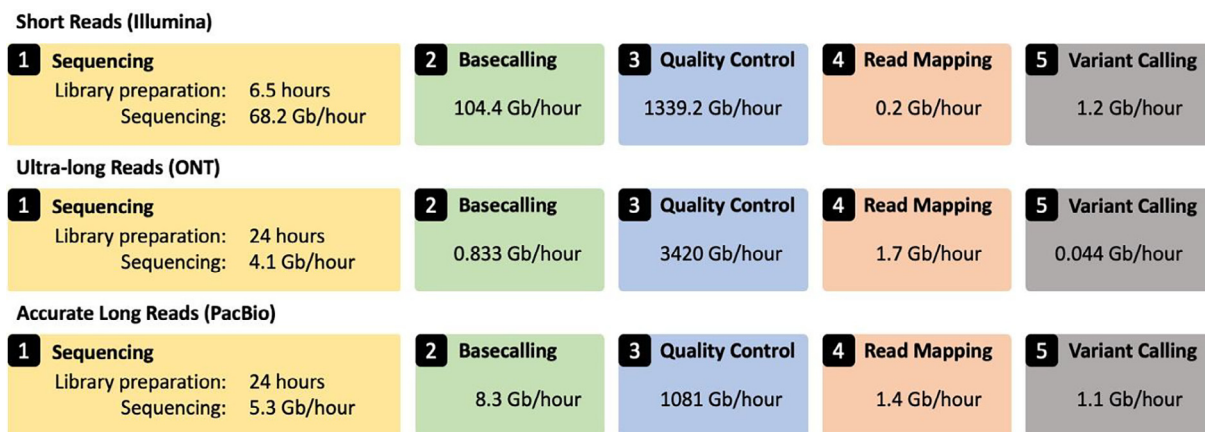 Short Reads (Illumina)
1 Sequencing
Library preparation: 6.5 hours
Sequencing: 68.2 Gb/hour
2 Basecalling
104.4 Gb/hour
3 Quality Control
1339.2 Gb/hour
4 Read Mapping
0.2 Gb/hour
5 Variant Calling
1.2 Gb/hour
Ultra-long Reads (ONT)
1 Sequencing
Library preparation: 24 hours
Sequencing: 4.1 Gb/hour
2 Basecalling
0.833 Gb/hour
3 Quality Control
3420 Gb/hour
4 Read Mapping
1.7 Gb/hour
5 Variant Calling
0.044 Gb/hour
Accurate Long Reads (PacBio)
1 Sequencing
Library preparation: 24 hours
Sequencing: 5.3 Gb/hour
2 Basecalling
8.3 Gb/hour
3 Quality Control
1081 Gb/hour
4 Read Mapping
1.4 Gb/hour
5 Variant Calling
1.1 Gb/hour